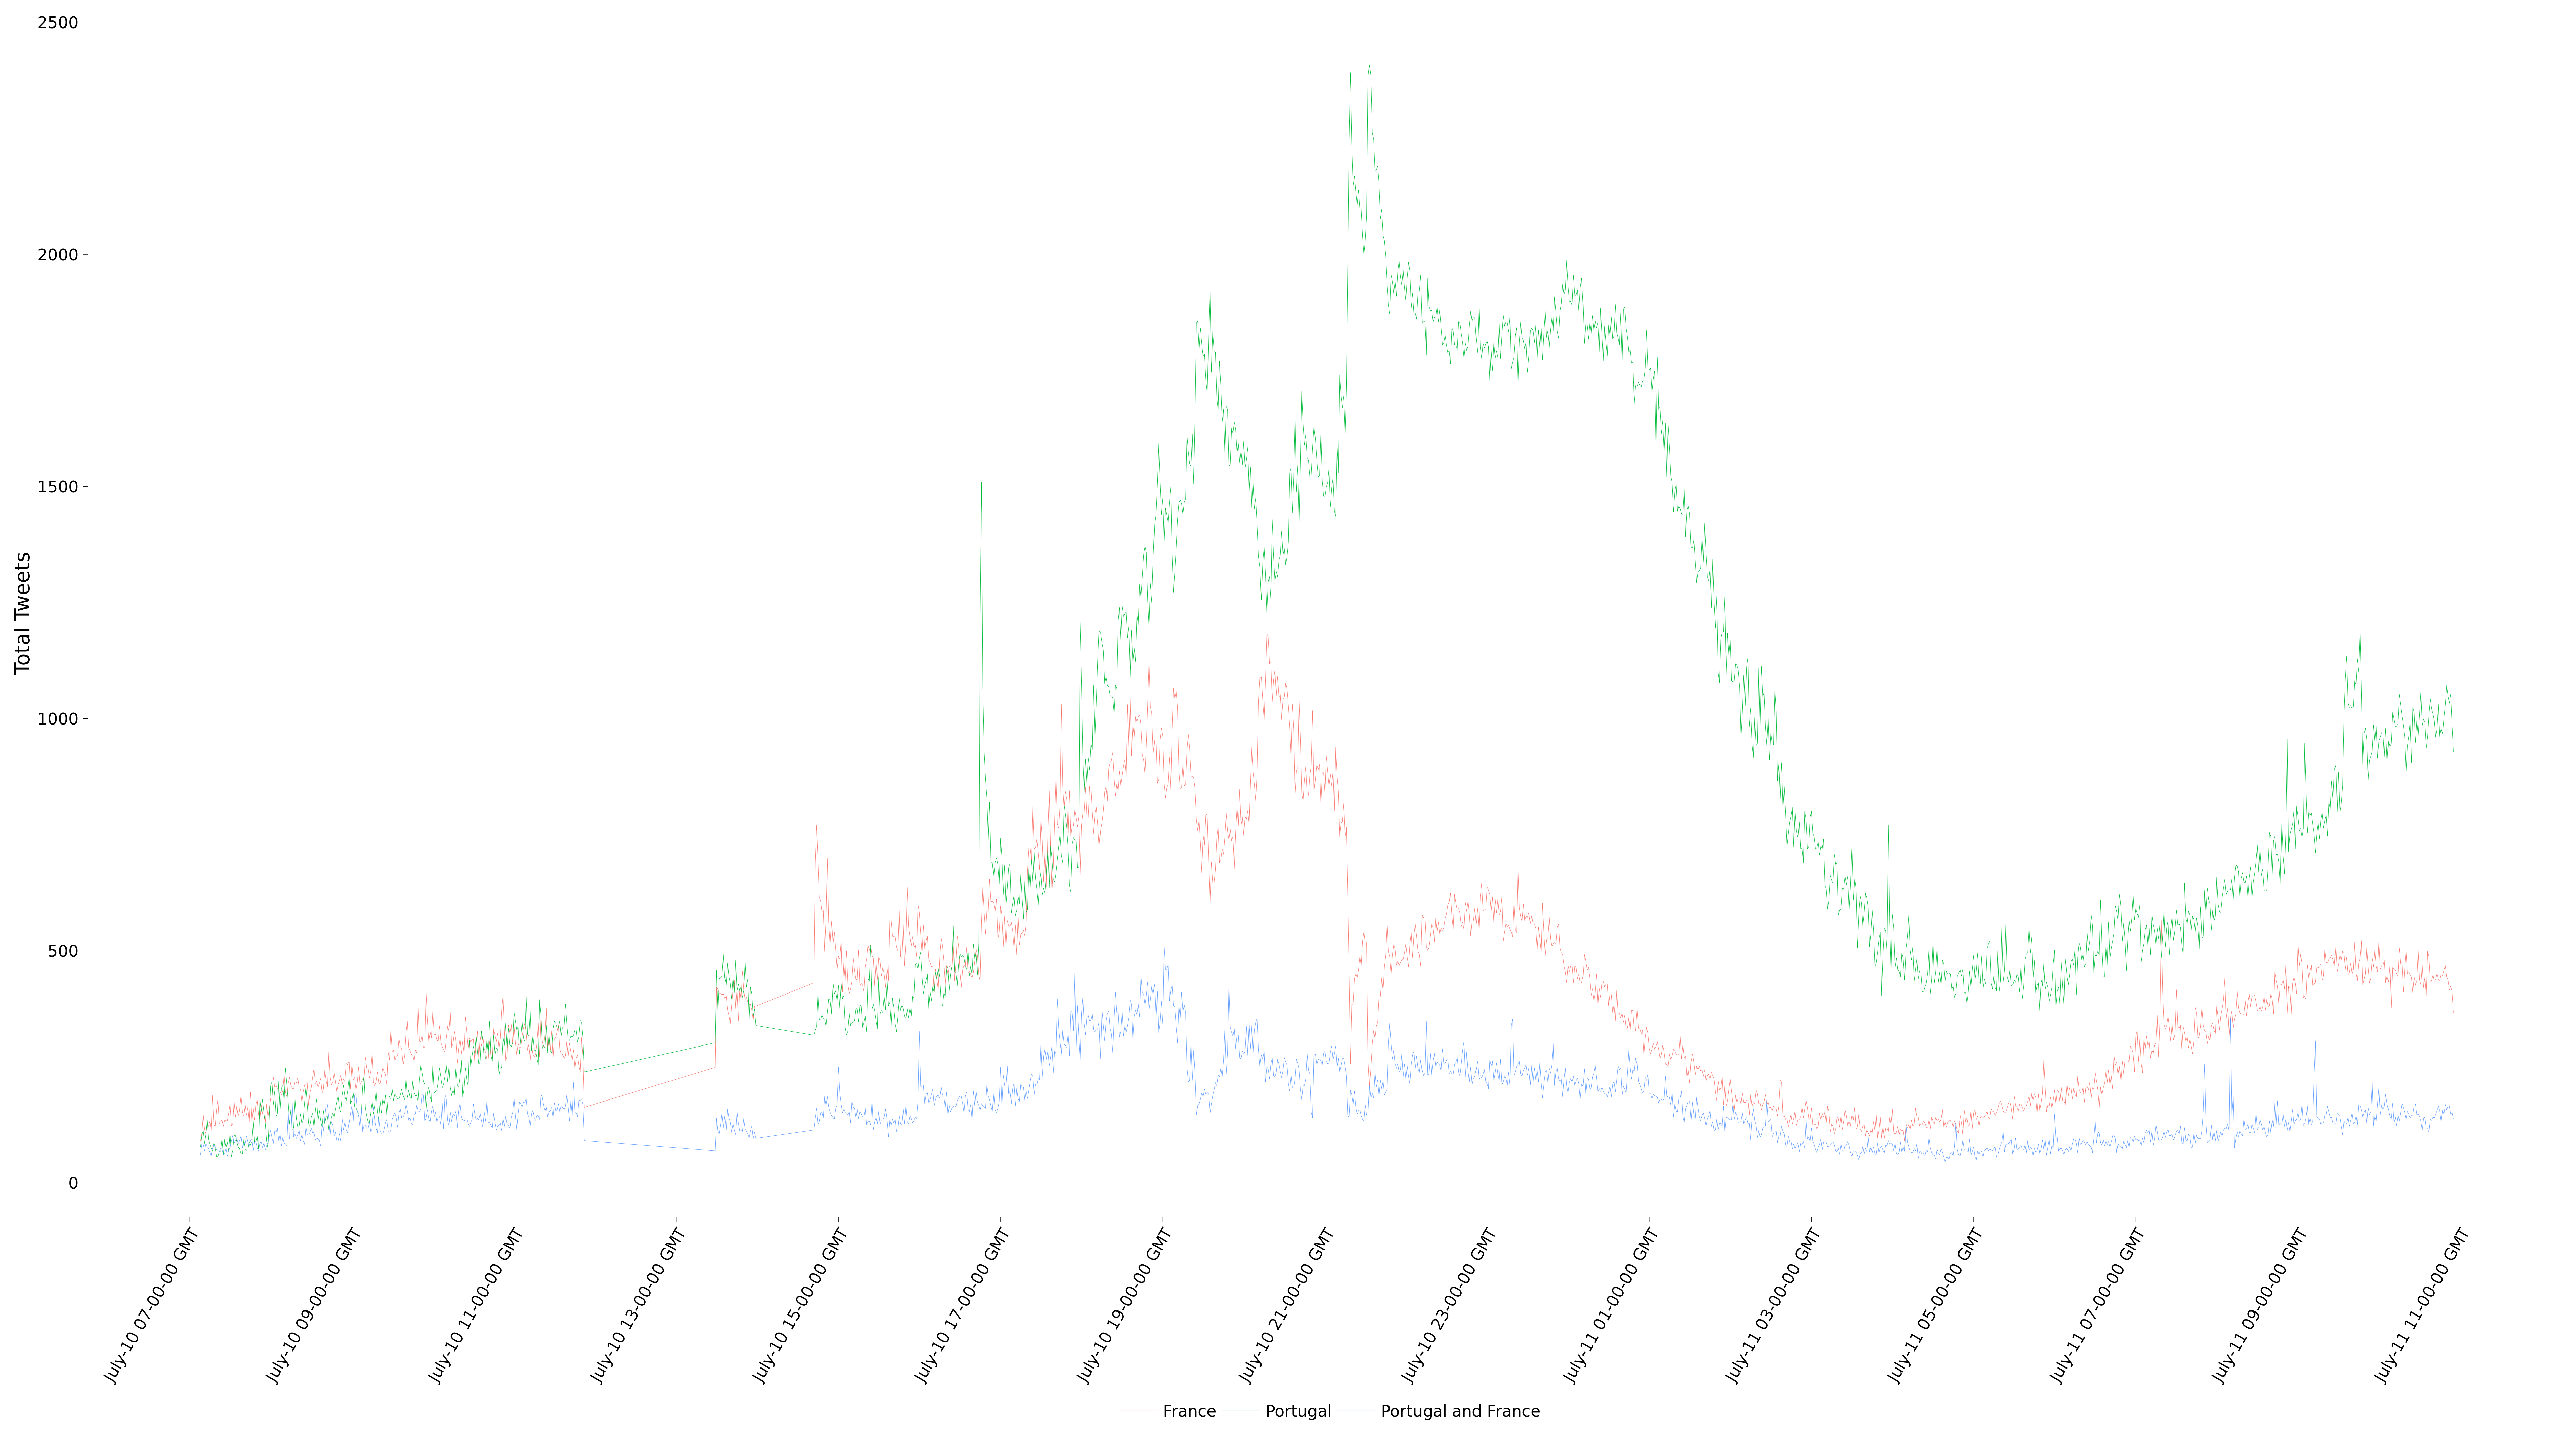 Total Tweets
2500
2000
1500
1000
500
0
July-10 07-00-00 GMT
July-10 09-00-00 GMT
July-10 11-00-00 GMT
July-10 13-00-00 GMT
July-10 15-00-00 GMT
July-10 17-00-00 GMT
July-10 19-00-00 GMT
July-10 21-00-00 GMT
July-10 23-00-00 GMT
July-11 01-00-00 GMT
July-11 03-00-00 GMT
July-11 05-00-00 GMT
July-11 07-00-00 GMT
July-11 09-00-00 GMT
July-11 11-00-00 GMT
France Portugal Portugal and France